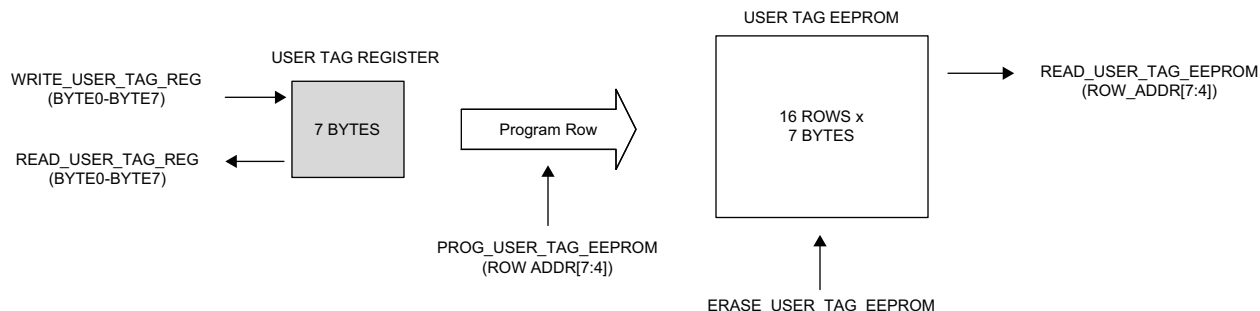 USER TAG EEPROM
USER TAG REGISTER
WRITE_USER_TAG_REG
(BYTE0-BYTE7)
READ_USER_TAG_EEPROM
(ROW_ADDR[7:4])
7 BYTES
Program Row
16 ROWS x
7 BYTES
READ_USER_TAG_REG
(BYTE0-BYTE7)
PROG_USER_TAG_EEPROM
(ROW ADDR[7:4])
ERASE_USER_TAG_EEPROM